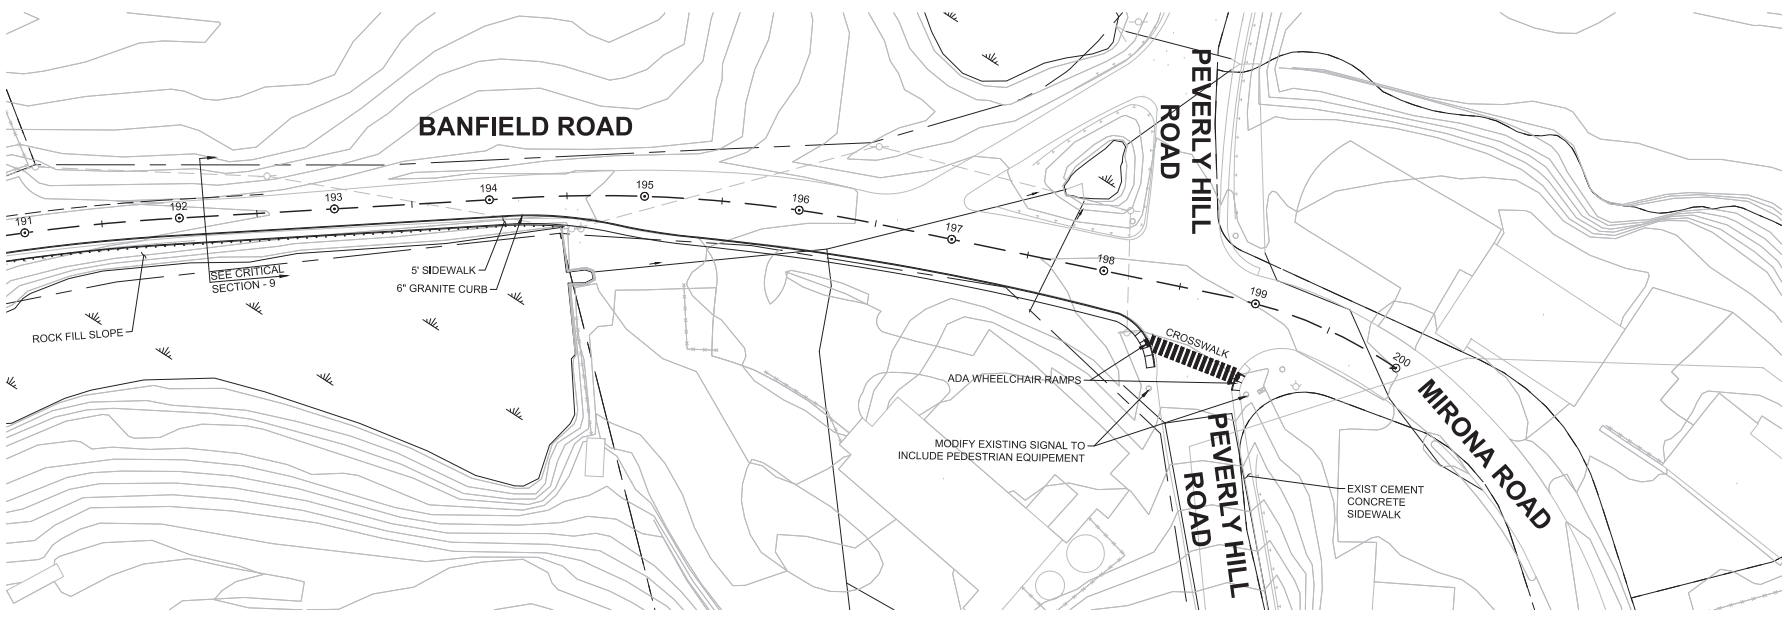 BANFIELD ROAD
PEVERLY HILL
ROAD
191
192
193
194
195
196
197
198
199
200
SEE CRITICAL
SECTION - 9
5' SIDEWALK
6" GRANITE CURB
ROCK FILL SLOPE
CROSSWALK
ADA WHEELCHAIR RAMPS
MODIFY EXISTING SIGNAL TO
INCLUDE PEDESTRIAN EQUIPEMENT
PEVERLY HILL
ROAD
MIRONA ROAD
EXIST CEMENT
CONCRETE
SIDEWALK